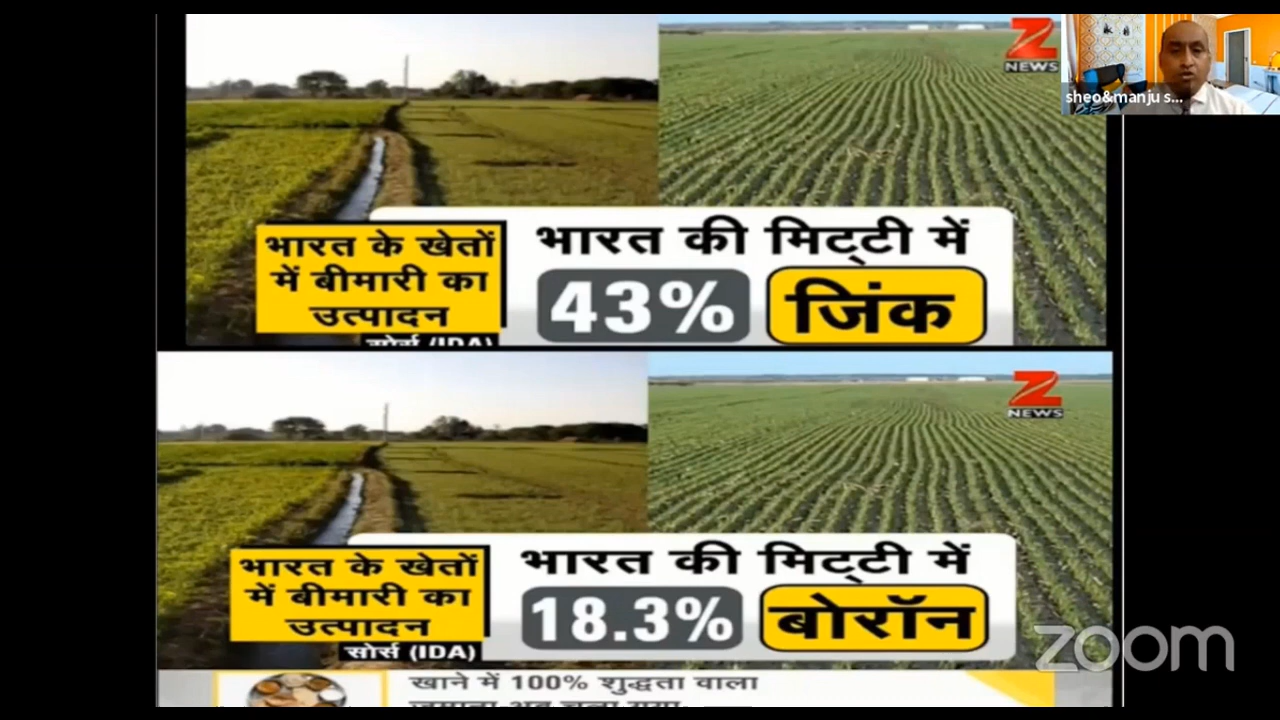 Z
NEWS
sheo&manju s...
भारत के खेतों
में बीमारी का
उत्पादन
सोर्स (IDA)
भारत की मिट्टी में
43% जिंक
Z
NEWS
भारत के खेतों
में बीमारी का
उत्पादन
सोर्स (IDA)
भारत की मिट्टी में
18.3% बोरॉन
zoom
खाने में 100% शुद्धता वाला